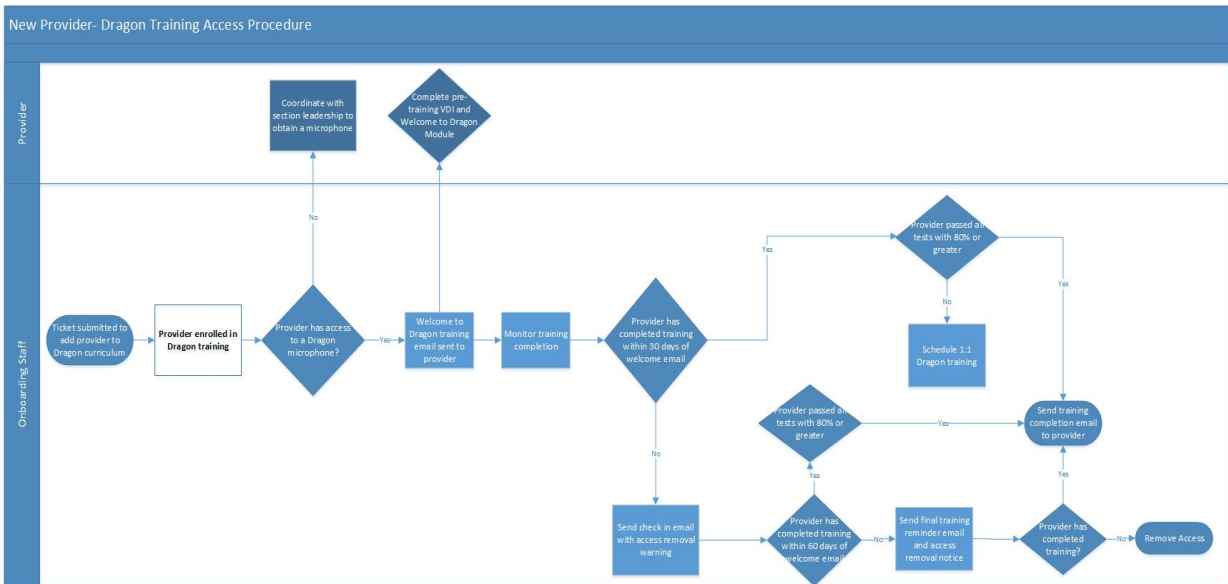 New Provider- Dragon Training Access Procedure
Provider
Coordinate with
section leadership to
obtain a microphone
Complete pre-
training VDI and
Welcome to Dragon
Module
No
Onboarding Staff
Ticket submitted to
add provider to
Dragon curriculum
Provider enrolled in
Dragon training
Provider has access
to a Dragon
microphone?
Yes
Welcome to
Dragon training
email sent to
provider
Monitor training
completion
Provider has
completed training
within 30 days of
welcome email
Yes
Provider passed all
tests with 80% or
greater
Yes
No
Schedule 1:1
Dragon training
No
Provider passed all
tests with 80% or
greater
Yes
Send training
completion email
to provider
Yes
Yes
Send check in email
with access removal
warning
Provider has
completed training
within 60 days of
welcome email
No
Send final training
reminder email
and access
removal notice
Provider has
completed
training?
No
Remove Access